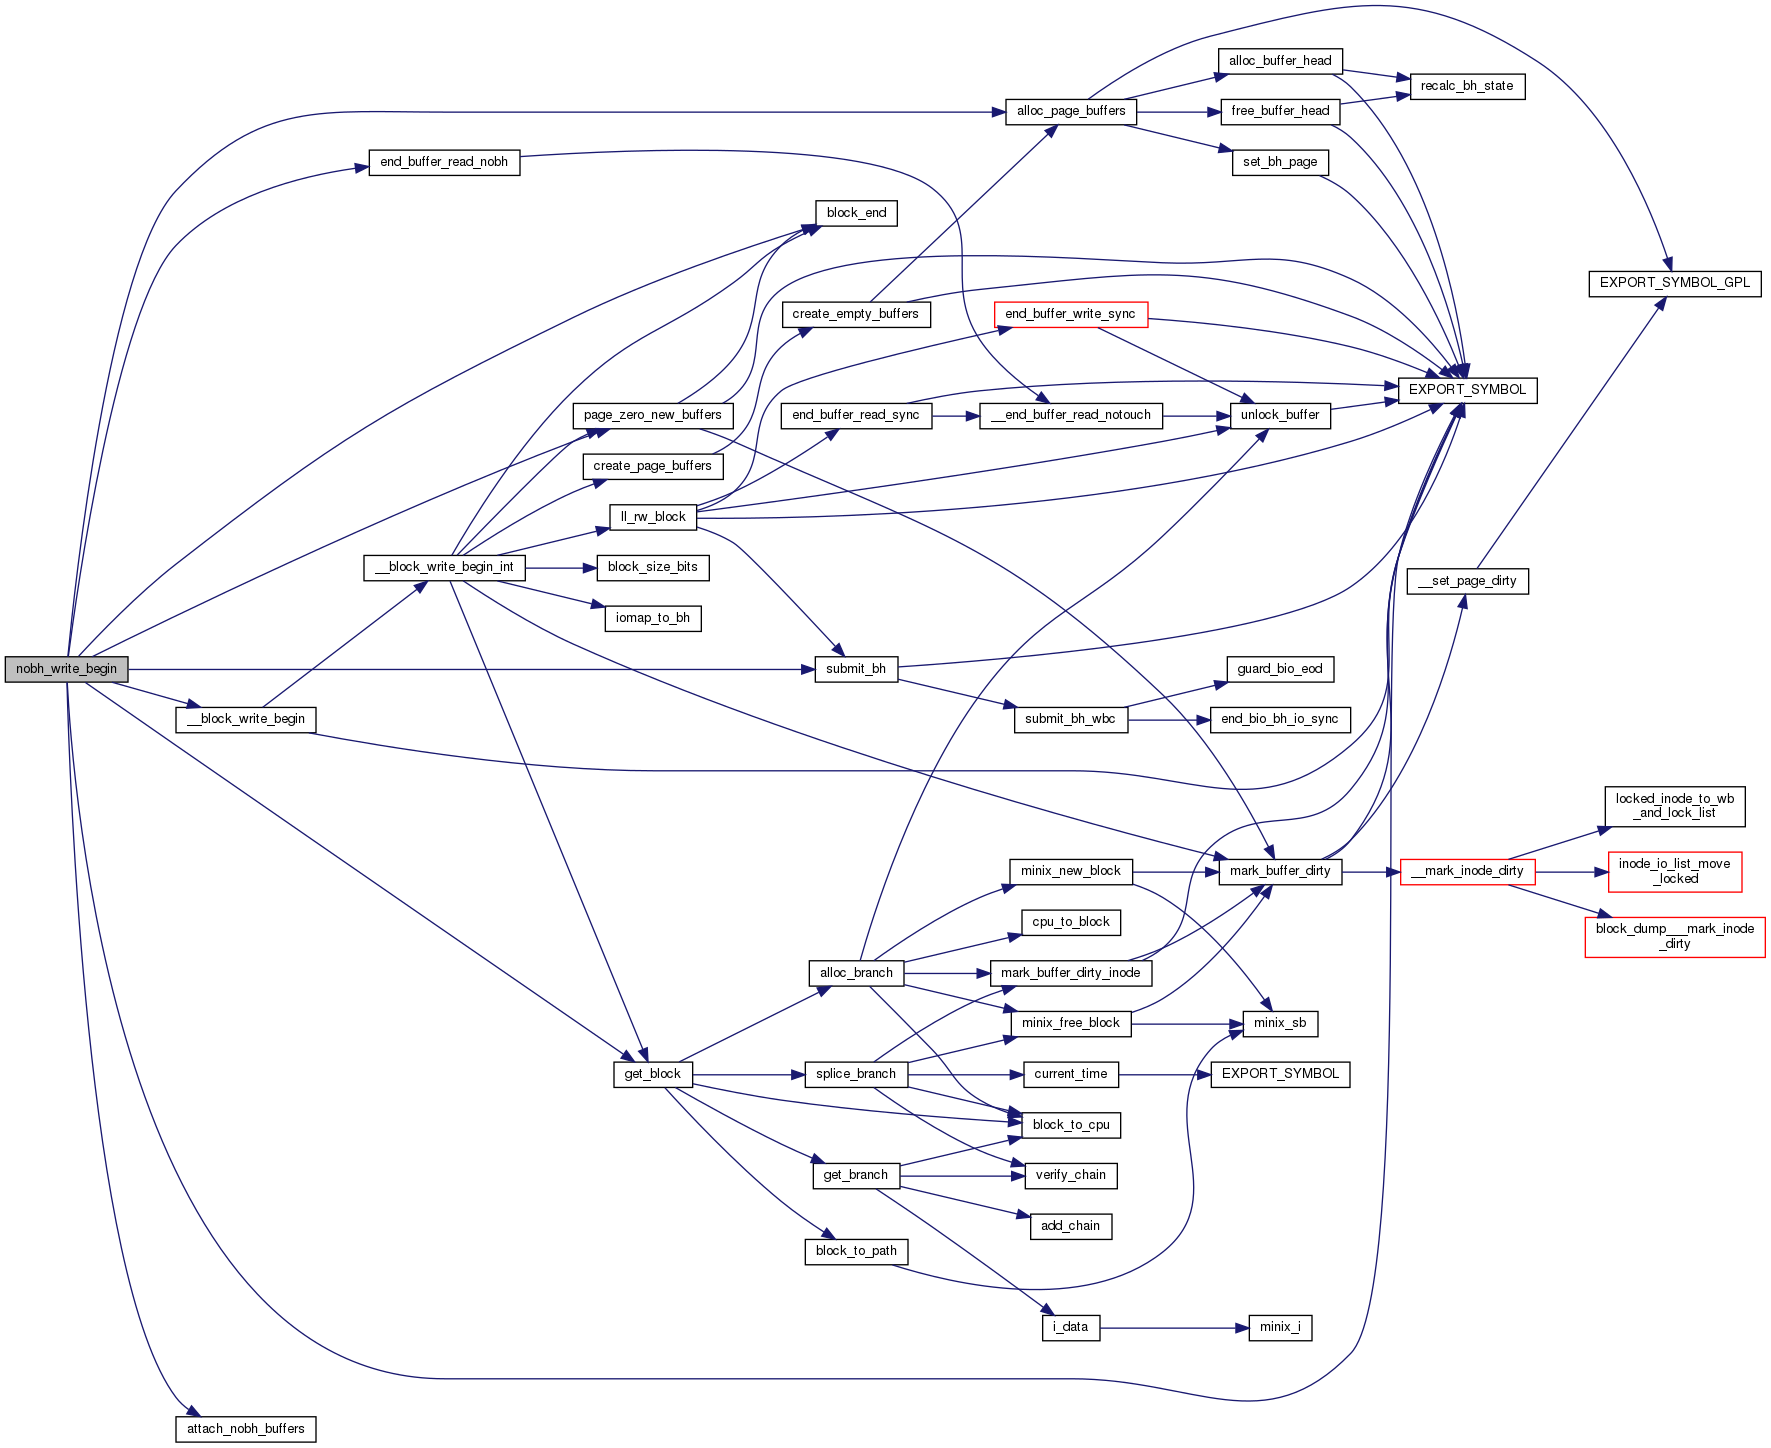 alloc_buffer_head
recalc_bh_state
alloc_page_buffers
free_buffer_head
end_buffer_read_nobh
set_bh_page
block_end
EXPORT_SYMBOL_GPL
create_empty_buffers
end_buffer_write_sync
EXPORT_SYMBOL
page_zero_new_buffers
end_buffer_read_sync
__end_buffer_read_notouch
unlock_buffer
create_page_buffers
ll_rw_block
__block_write_begin_int
block_size_bits
__set_page_dirty
iomap_to_bh
nobh_write_begin
submit_bh
guard_bio_eod
__block_write_begin
submit_bh_wbc
end_bio_bh_io_sync
locked_inode_to_wb
_and_lock_list
minix_new_block
mark_buffer_dirty
__mark_inode_dirty
inode_io_list_move
_locked
cpu_to_block
block_dump___mark_inode
_dirty
alloc_branch
mark_buffer_dirty_inode
minix_free_block
minix_sb
get_block
splice_branch
current_time
EXPORT_SYMBOL
block_to_cpu
get_branch
verify_chain
add_chain
block_to_path
i_data
minix_i
attach_nobh_buffers